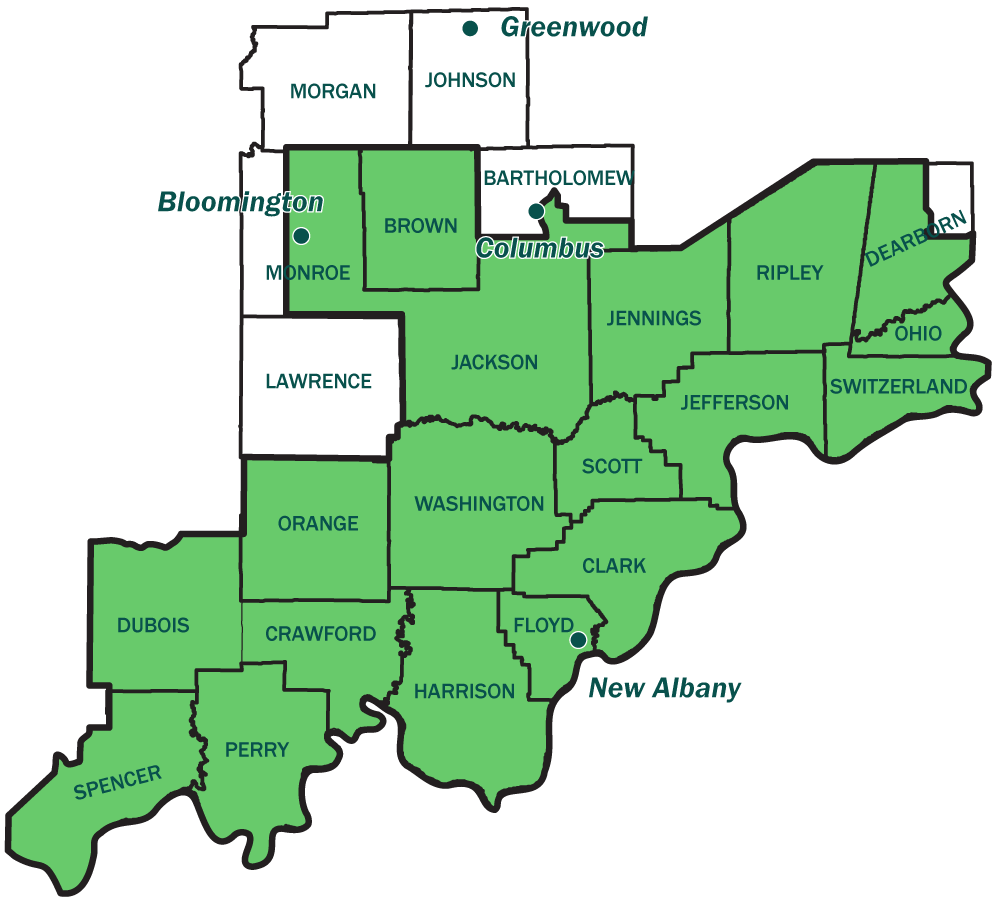 Greenwood
JOHNSON
MORGAN
BARTHOLOMEW
Bloomington
BROWN
Columbus
DEARBORN
MONROE
RIPLEY
JENNINGS
OHIO
JACKSON
LAWRENCE
SWITZERLAND
JEFFERSON
SCOTT
WASHINGTON
ORANGE
CLARK
DUBOIS
CRAWFORD
FLOYD
New Albany
HARRISON
PERRY
SPENCER